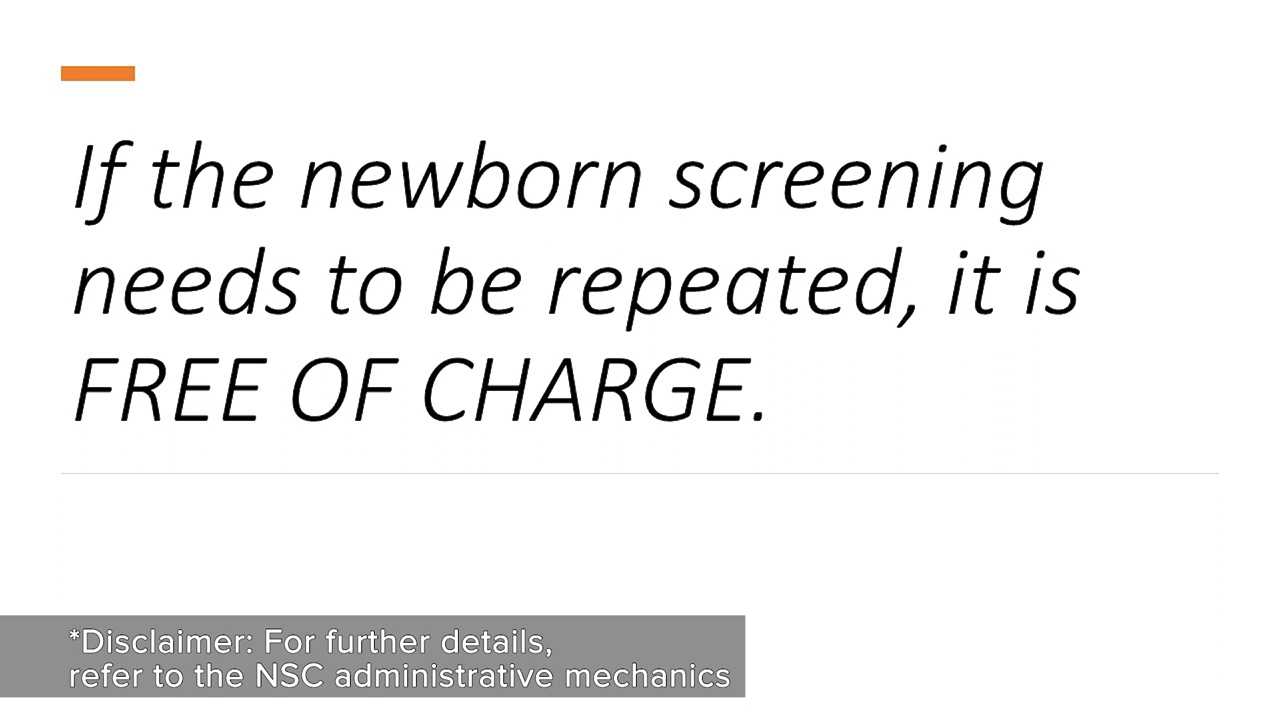 If the newborn screening
needs to be repeated, it is
FREE OF CHARGE.
*Disclaimer: For further details,
refer to the NSC administrative mechanics